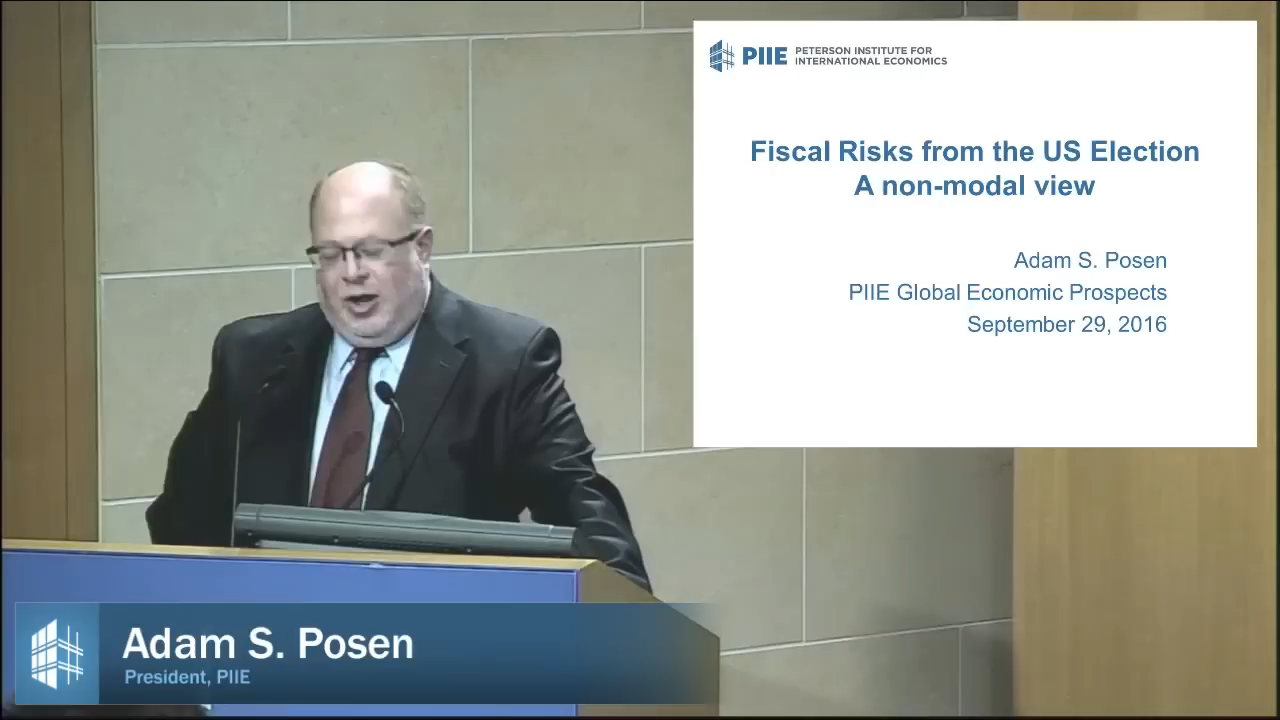 PIIE
PETERSON INSTITUTE FOR
INTERNATIONAL ECONOMICS
Fiscal Risks from the US Election
A non-modal view
Adam S. Posen
PIIE Global Economic Prospects
September 29, 2016
Adam S. Posen
President, PIIE